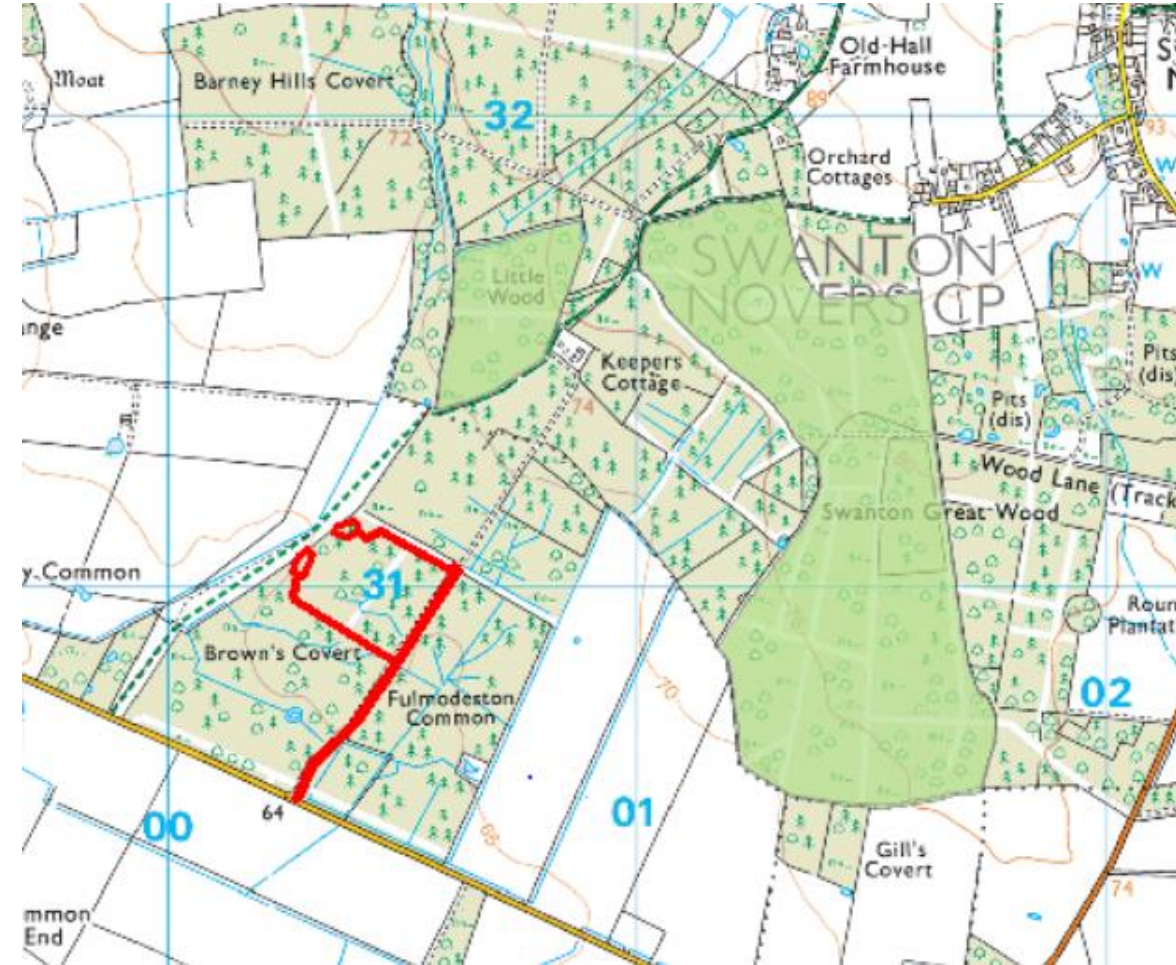 Moat
Barney Hills Covert
72
32
Old Hall
Farmhouse
89
93
Orchard
Cottages
SWANTON
NOVERS CP
W
W
Little
Wood
Keepers
Cottage
74
Pits
(dis)
Pits
(dis)
Wood Lane (Track
Swanton Great Wood
Common
31
Brown's Covert
Fulmodeston
Common
70
68
64
00
01
02
Gill's
Covert
74
End